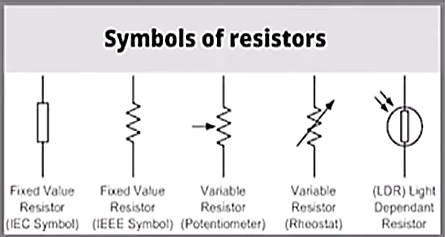 Symbols of resistors
Fixed Value
Resistor
(IEC Symbol)
Fixed Value
Resistor
(IEEE Symbol)
Variable
Resistor
(Potentiometer)
Variable
Resistor
(Rheostat)
(LDR) Light
Dependant
Resistor